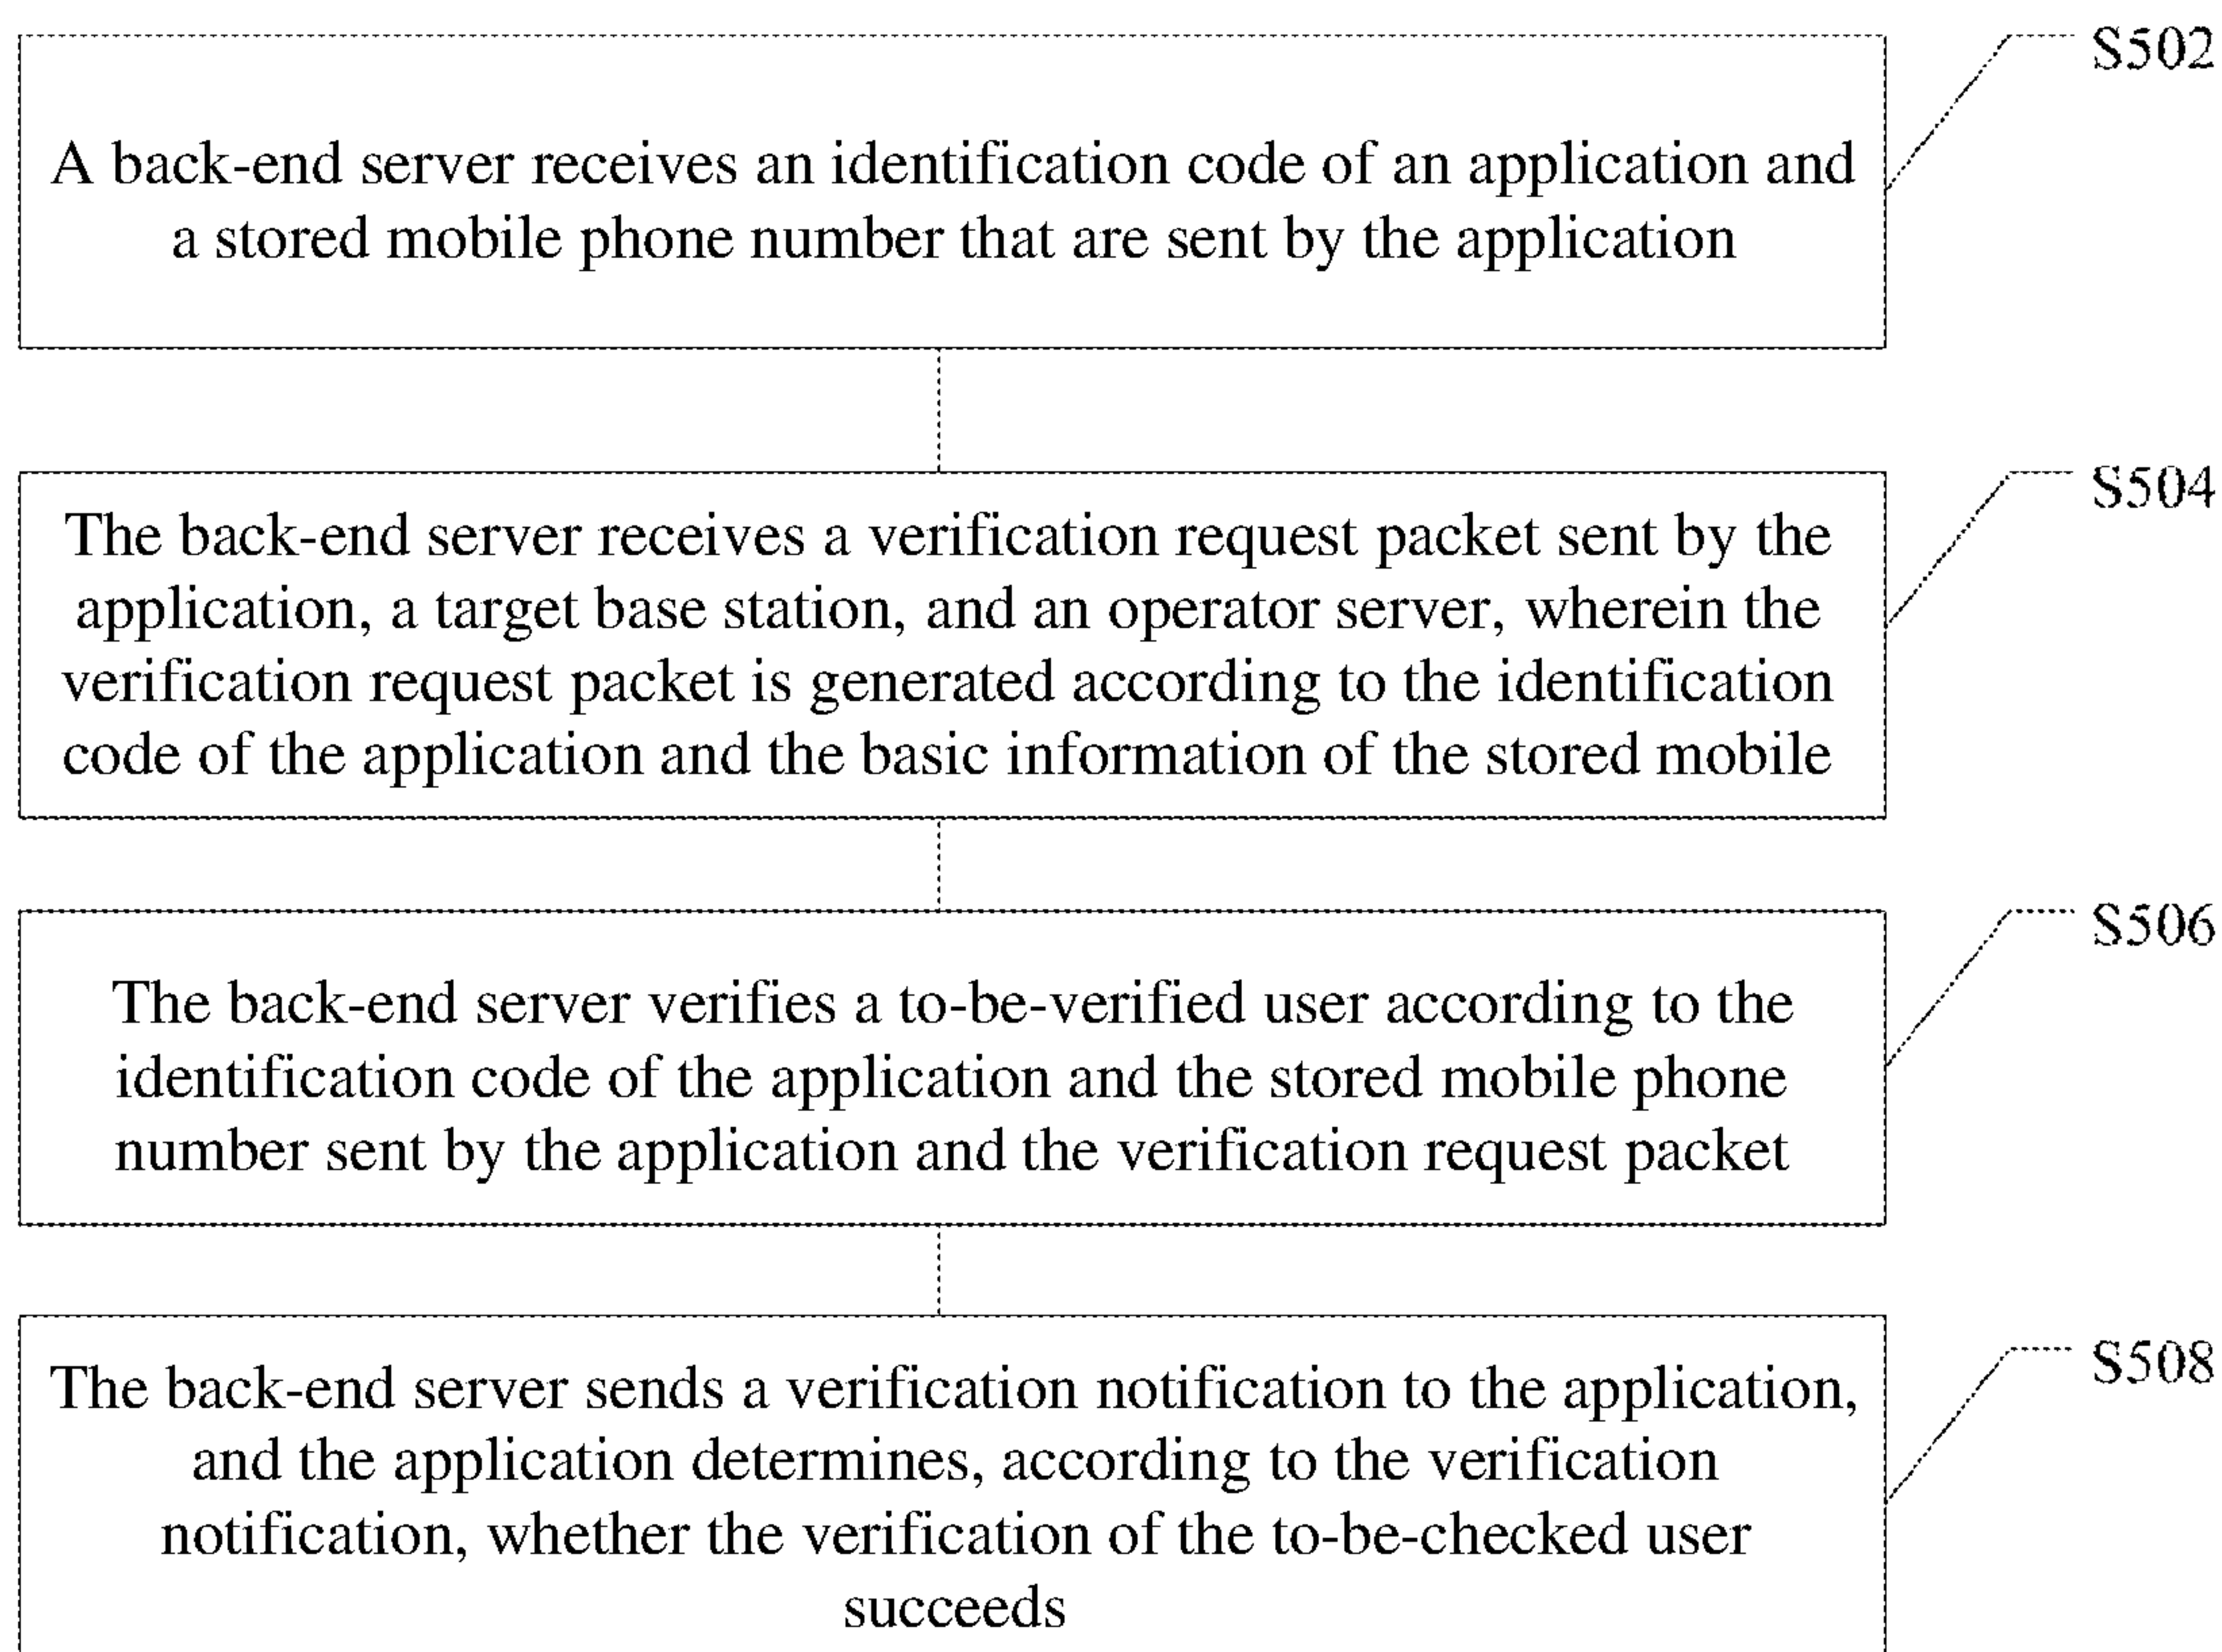 S502
A back-end server receives an identification code of an application and
a stored mobile phone number that are sent by the application
S504
The back-end server receives a verification request packet sent by the
application, a target base station, and an operator server, wherein the
verification request packet is generated according to the identification
code of the application and the basic information of the stored mobile
S506
The back-end server verifies a to-be-verified user according to the
identification code of the application and the stored mobile phone
number sent by the application and the verification request packet
S508
The back-end server sends a verification notification to the application,
and the application determines, according to the verification
notification, whether the verification of the to-be-checked user
succeeds